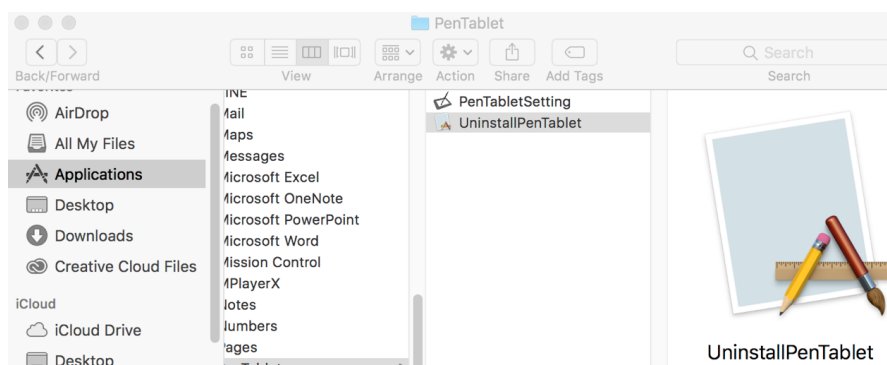 PenTablet
Search
Back/Forward
View
Arrange
Action
Share
Add Tags
Search
AirDrop
All My Files
Applications
Desktop
Downloads
Creative Cloud Files
iCloud
iCloud Drive
Desktop
Mail
Maps
Messages
Microsoft Excel
Microsoft OneNote
Microsoft PowerPoint
Microsoft Word
Mission Control
MPlayerX
Notes
Numbers
Pages
PenTabletSetting
UninstallPenTablet
UninstallPenTablet